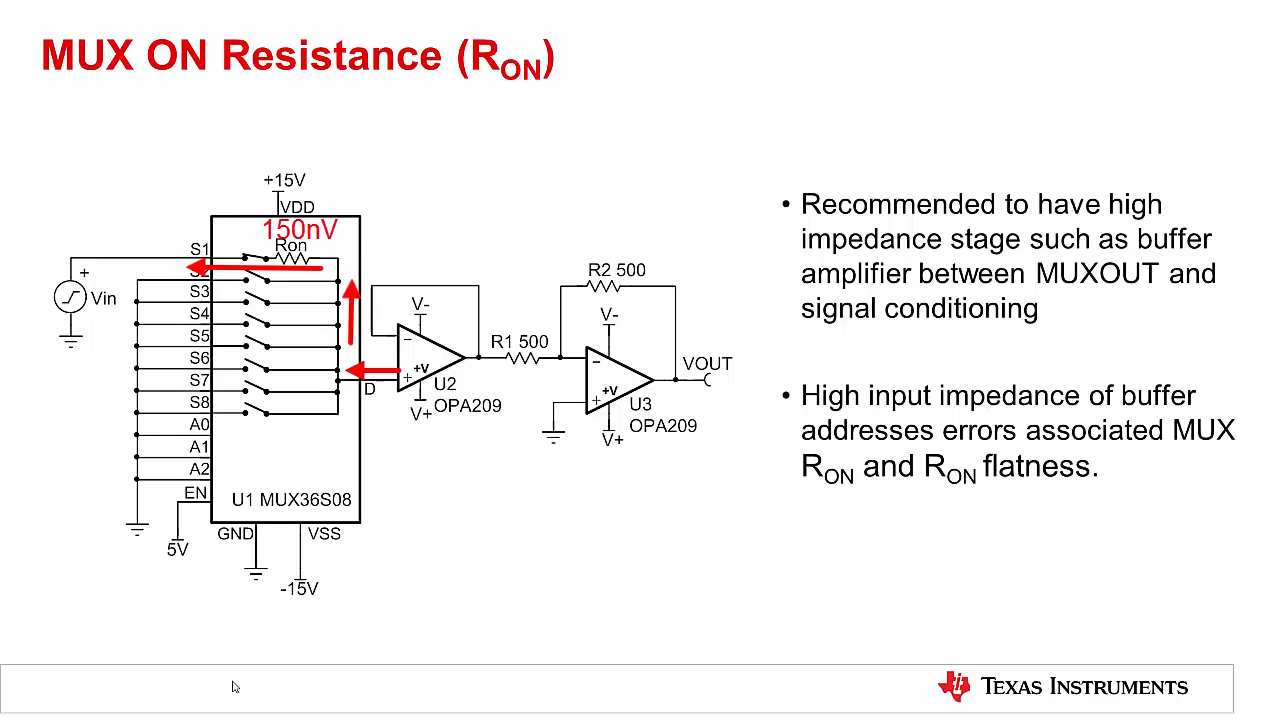 MUX ON Resistance (RON)
+15V
VDD
150nV
Ron
S1
S2
S3
S4
S5
S6
S7
S8
A0
A1
A2
EN
+
Vin
5V
U1 MUX36S08
GND
VSS
-15V
D
V-
−
+V
+
V+
U2
OPA209
R1 500
R2 500
V-
−
+V
+
V+
U3
OPA209
VOUT
• Recommended to have high
impedance stage such as buffer
amplifier between MUXOUT and
signal conditioning
• High input impedance of buffer
addresses errors associated MUX
RON and RON flatness.
TEXAS INSTRUMENTS